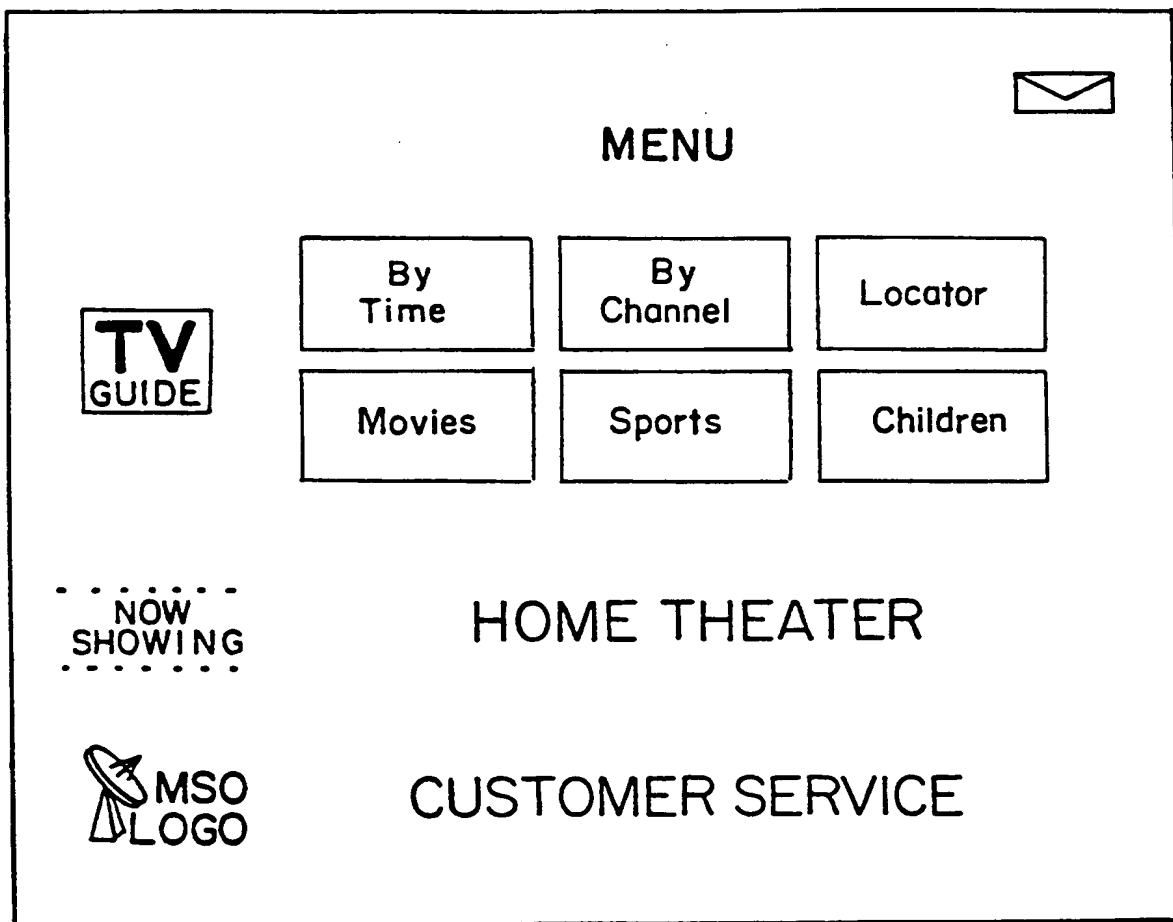 MENU
By
Time
By
Channel
Locator
TV
GUIDE
Movies
Sports
Children
NOW
SHOWING
HOME THEATER
MSO
LOGO
CUSTOMER SERVICE